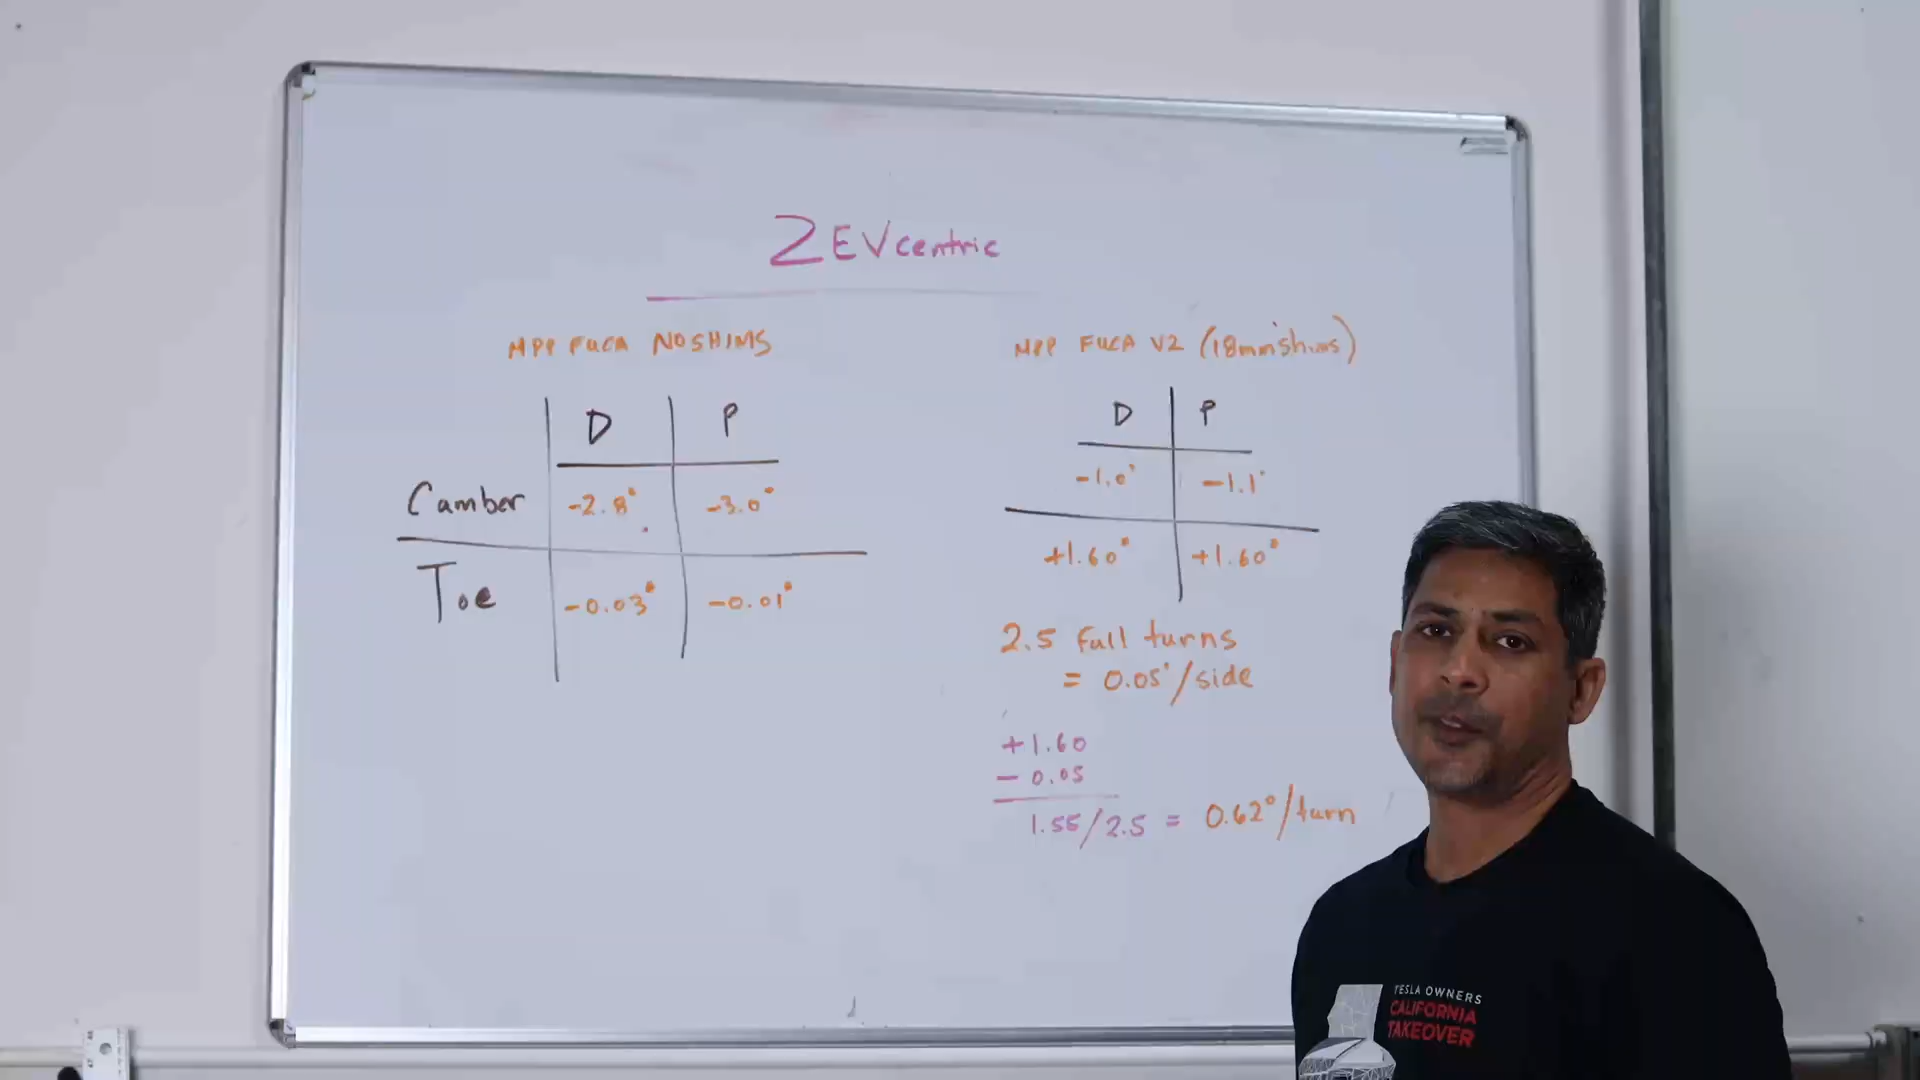 ZEVcentric
MPP FUCA NO SHIMS
D P
Camber -2.8° -3.0°
Toe -0.03° -0.01°
MPP FUCA V2 (18mm shims)
D P
-1.0° -1.1°
+1.60° +1.60°
2.5 Full turns
= 0.05°/side
+1.60
- 0.05
1.55/2.5 = 0.62°/turn
TESLA OWNERS
CALIFORNIA
TAKEOVER